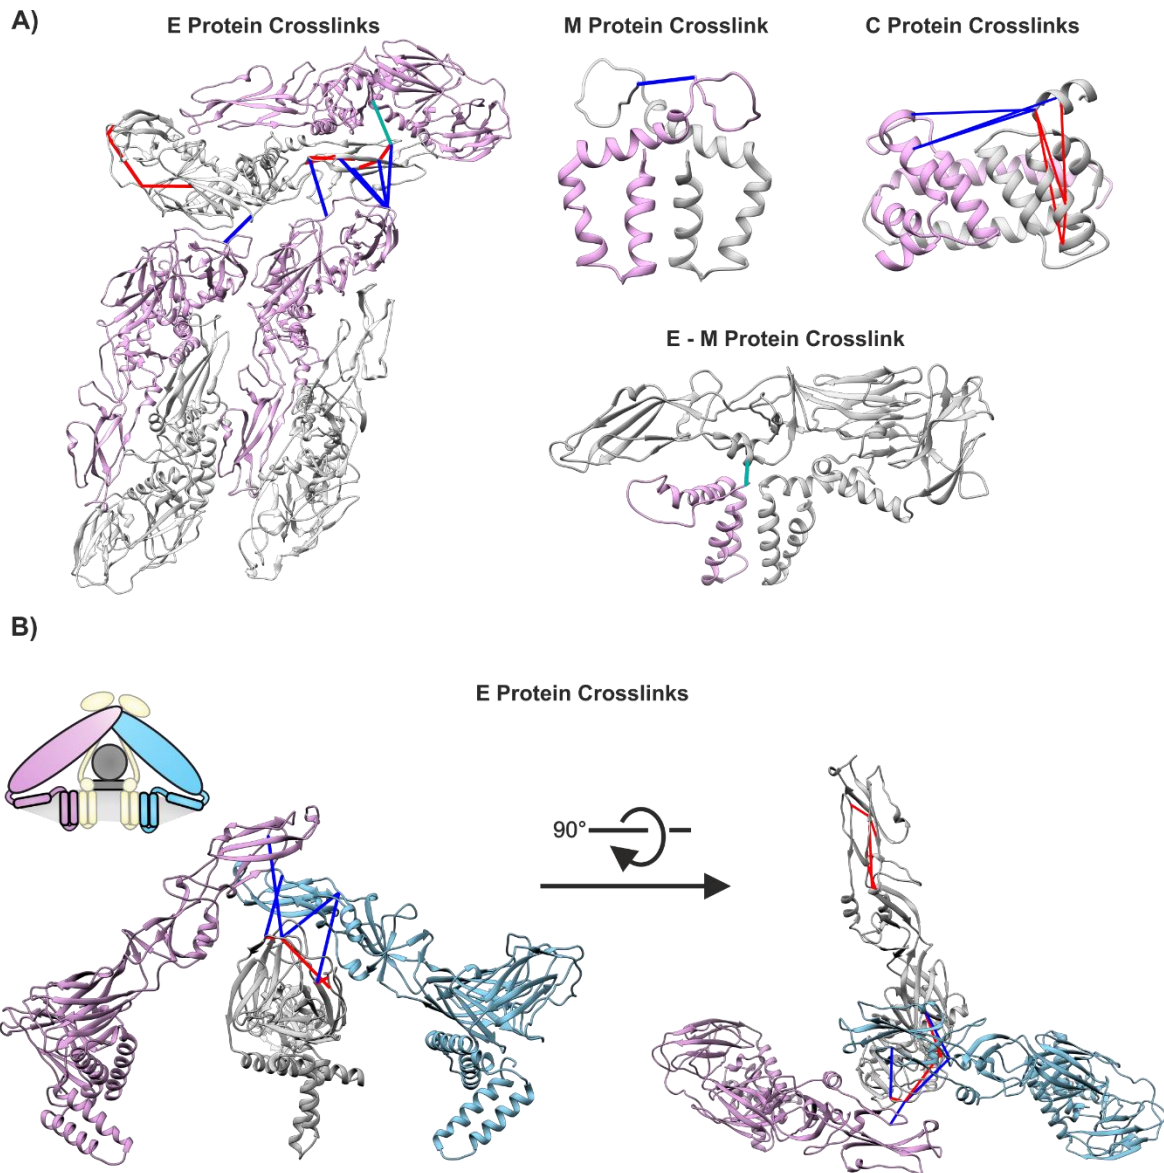 A)
E Protein Crosslinks
M Protein Crosslink
C Protein Crosslinks
E - M Protein Crosslink
B)
E Protein Crosslinks
90°